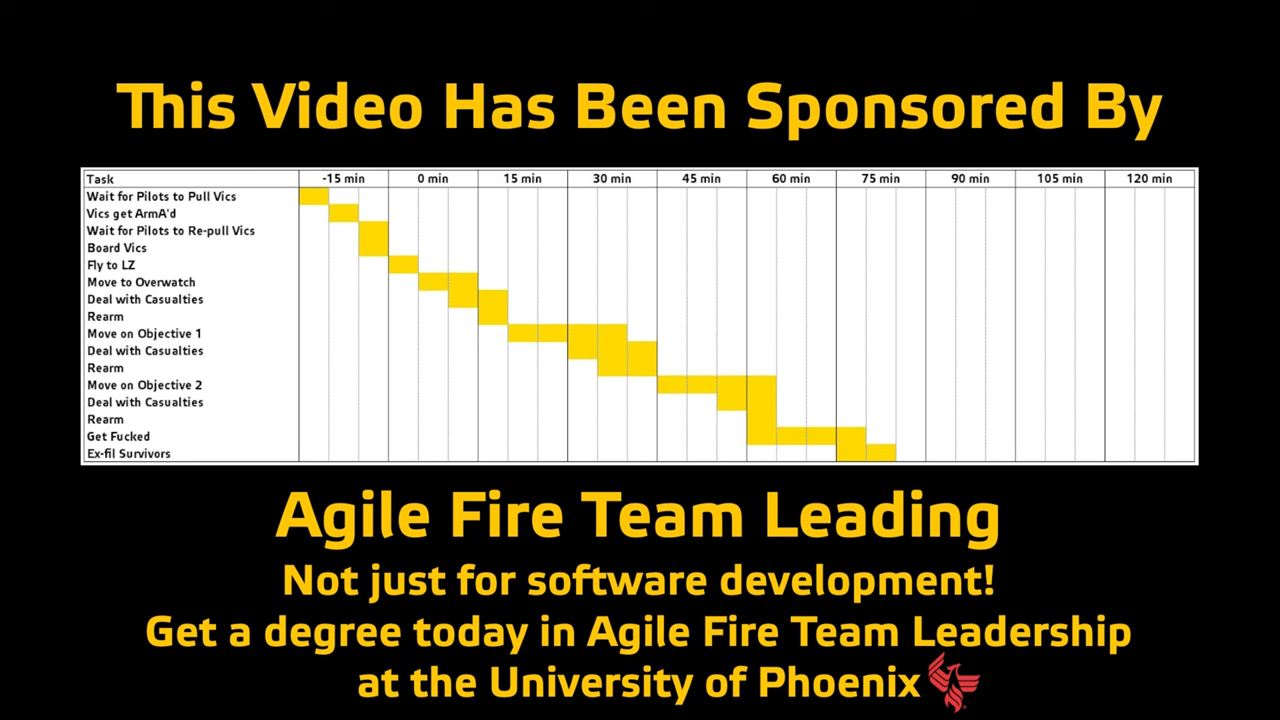 This Video Has Been Sponsored By
Task -15 min 0 min 15 min 30 min 45 min 60 min 75 min 90 min 105 min 120 min
Wait for Pilots to Pull Vics
Vics get ArmA'd
Wait for Pilots to Re-pull Vics
Board Vics
Fly to LZ
Move to Overwatch
Deal with Casualties
Rearm
Move on Objective 1
Deal with Casualties
Rearm
Move on Objective 2
Deal with Casualties
Rearm
Get Fucked
Ex-fil Survivors
Agile Fire Team Leading
Not just for software development!
Get a degree today in Agile Fire Team Leadership
at the University of Phoenix